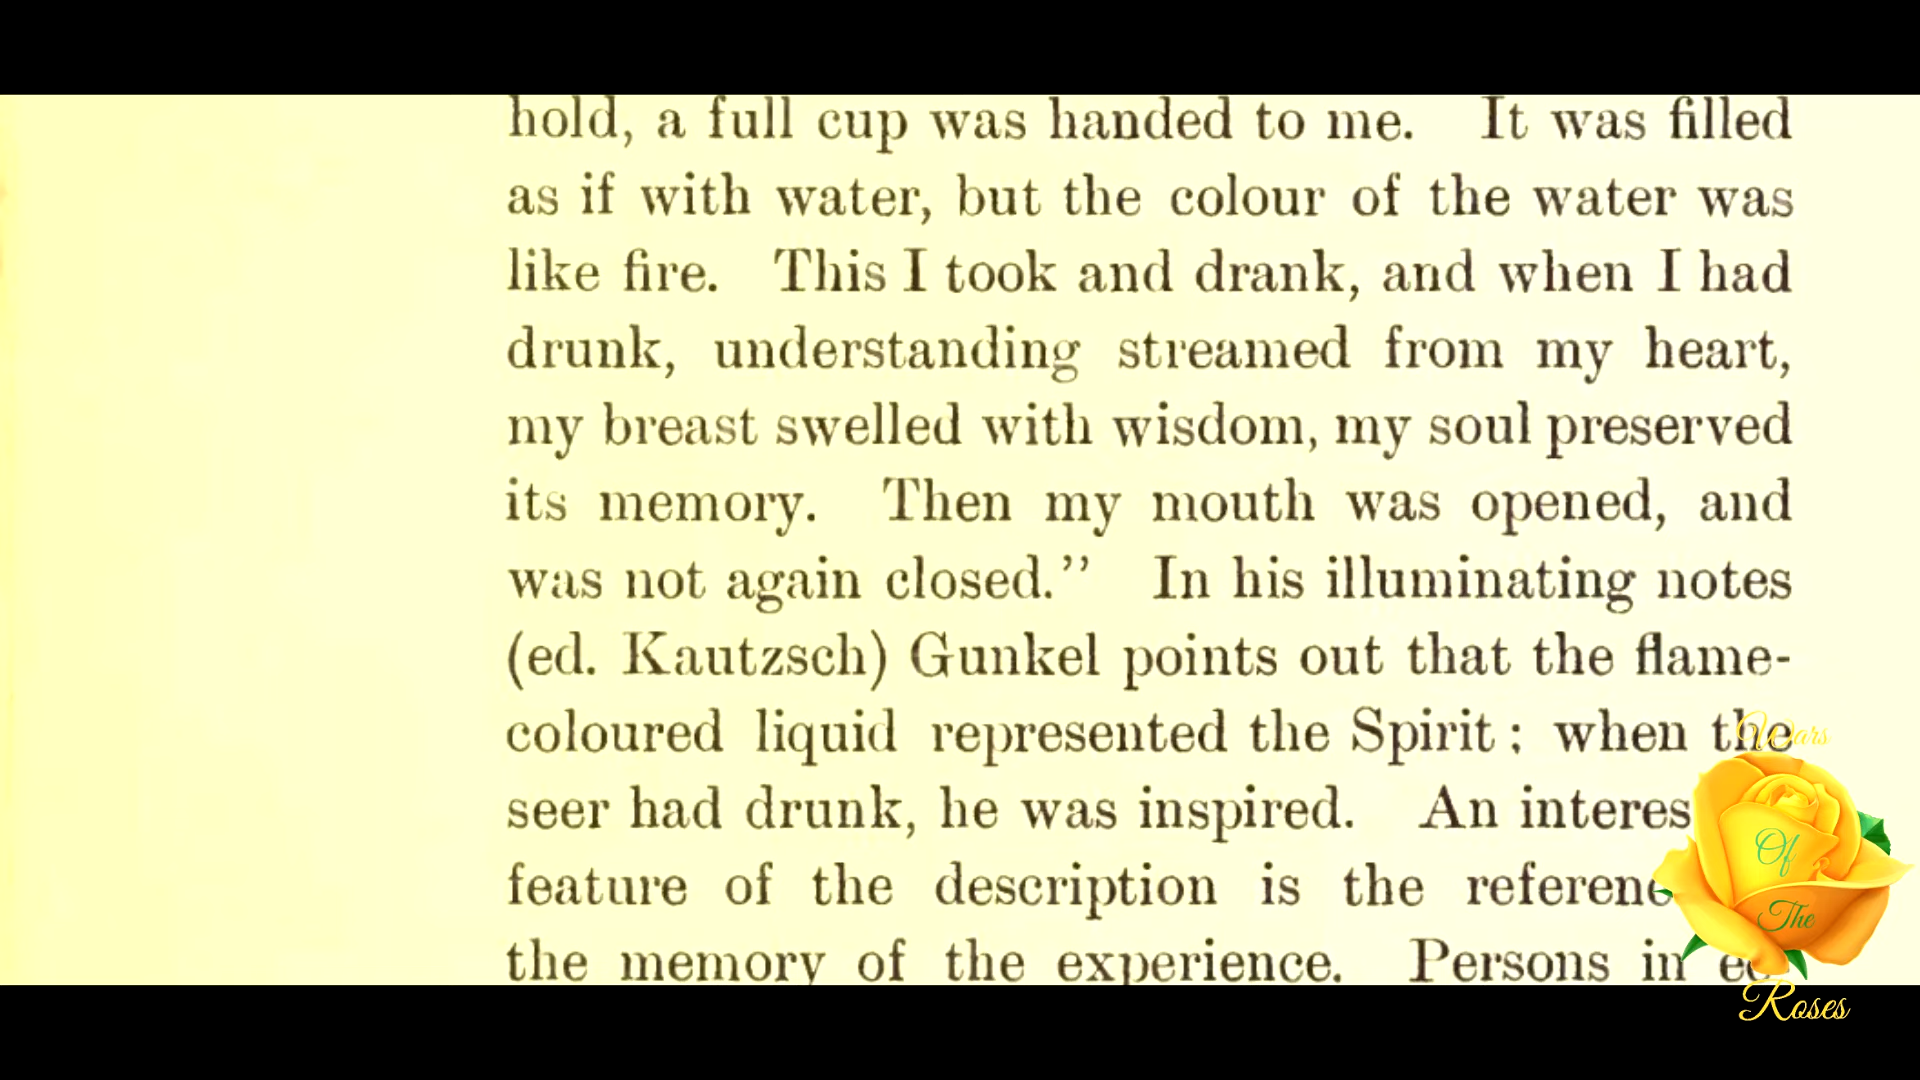 hold, a full cup was handed to me. It was filled
as if with water, but the colour of the water was
like fire. This I took and drank, and when I had
drunk, understanding streamed from my heart,
my breast swelled with wisdom, my soul preserved
its memory. Then my mouth was opened, and
was not again closed.” In his illuminating notes
(ed. Kautzsch) Gunkel points out that the flame-
coloured liquid represented the Spirit; when the
seer had drunk, he was inspired. An interes
feature of the description is the referenc
the memory of the experience. Persons in
Wars
Of
The
Roses